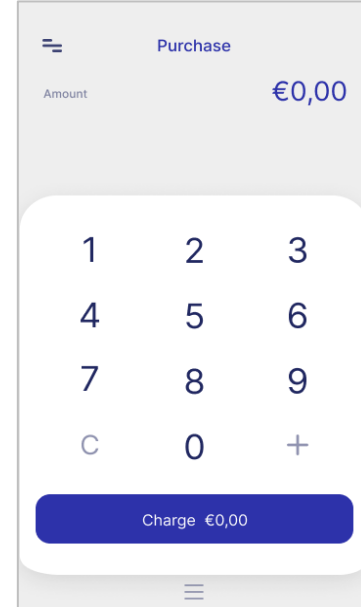 Purchase
Amount €0,00
1 2 3
4 5 6
7 8 9
C 0 +
Charge €0,00